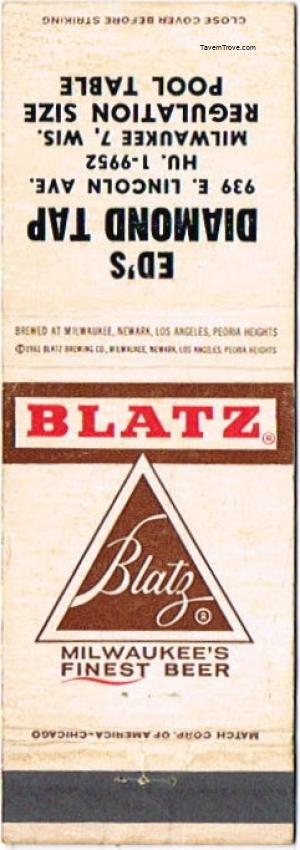 TavernTrove.com
CLOSE COVER BEFORE STRIKING
ED'S
DIAMOND TAP
939 E. LINCOLN AVE.
HU. 1-9952
MILWAUKEE 7, WIS.
REGULATION SIZE
POOL TABLE
BREWED AT MILWAUKEE, NEWARK, LOS ANGELES, PEORIA HEIGHTS
©1961 BLATZ BREWING CO., MILWAUKEE, NEWARK, LOS ANGELES, PEORIA HEIGHTS
BLATZ®
Blatz®
MILWAUKEE'S
FINEST BEER
MATCH CORP. OF AMERICA-CHICAGO